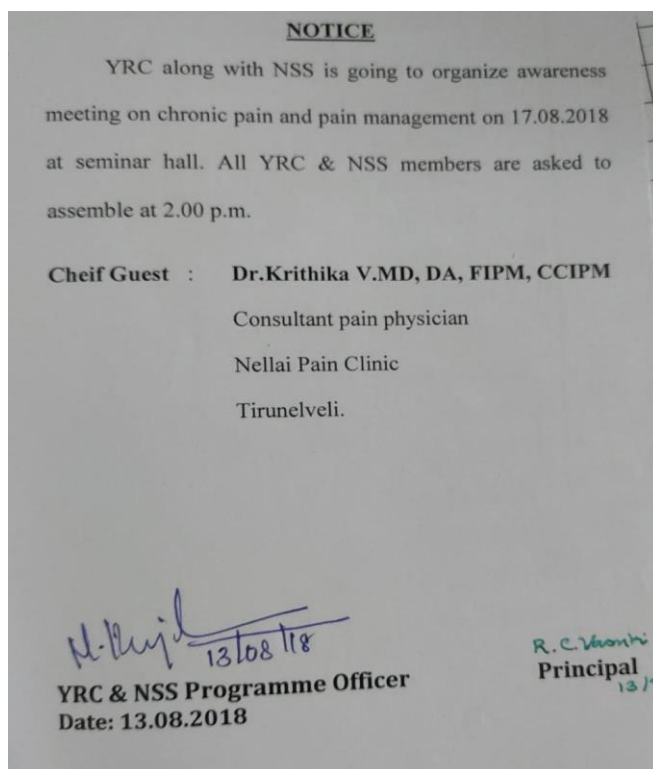 NOTICE
YRC along with NSS is going to organize awareness
meeting on chronic pain and pain management on 17.08.2018
at seminar hall. All YRC & NSS members are asked to
assemble at 2.00 p.m.
Cheif Guest : Dr.Krithika V.MD, DA, FIPM, CCIPM
Consultant pain physician
Nellai Pain Clinic
Tirunelveli.
13/08/18
R.C.
YRC & NSS Programme Officer
Principal
13/
Date: 13.08.2018